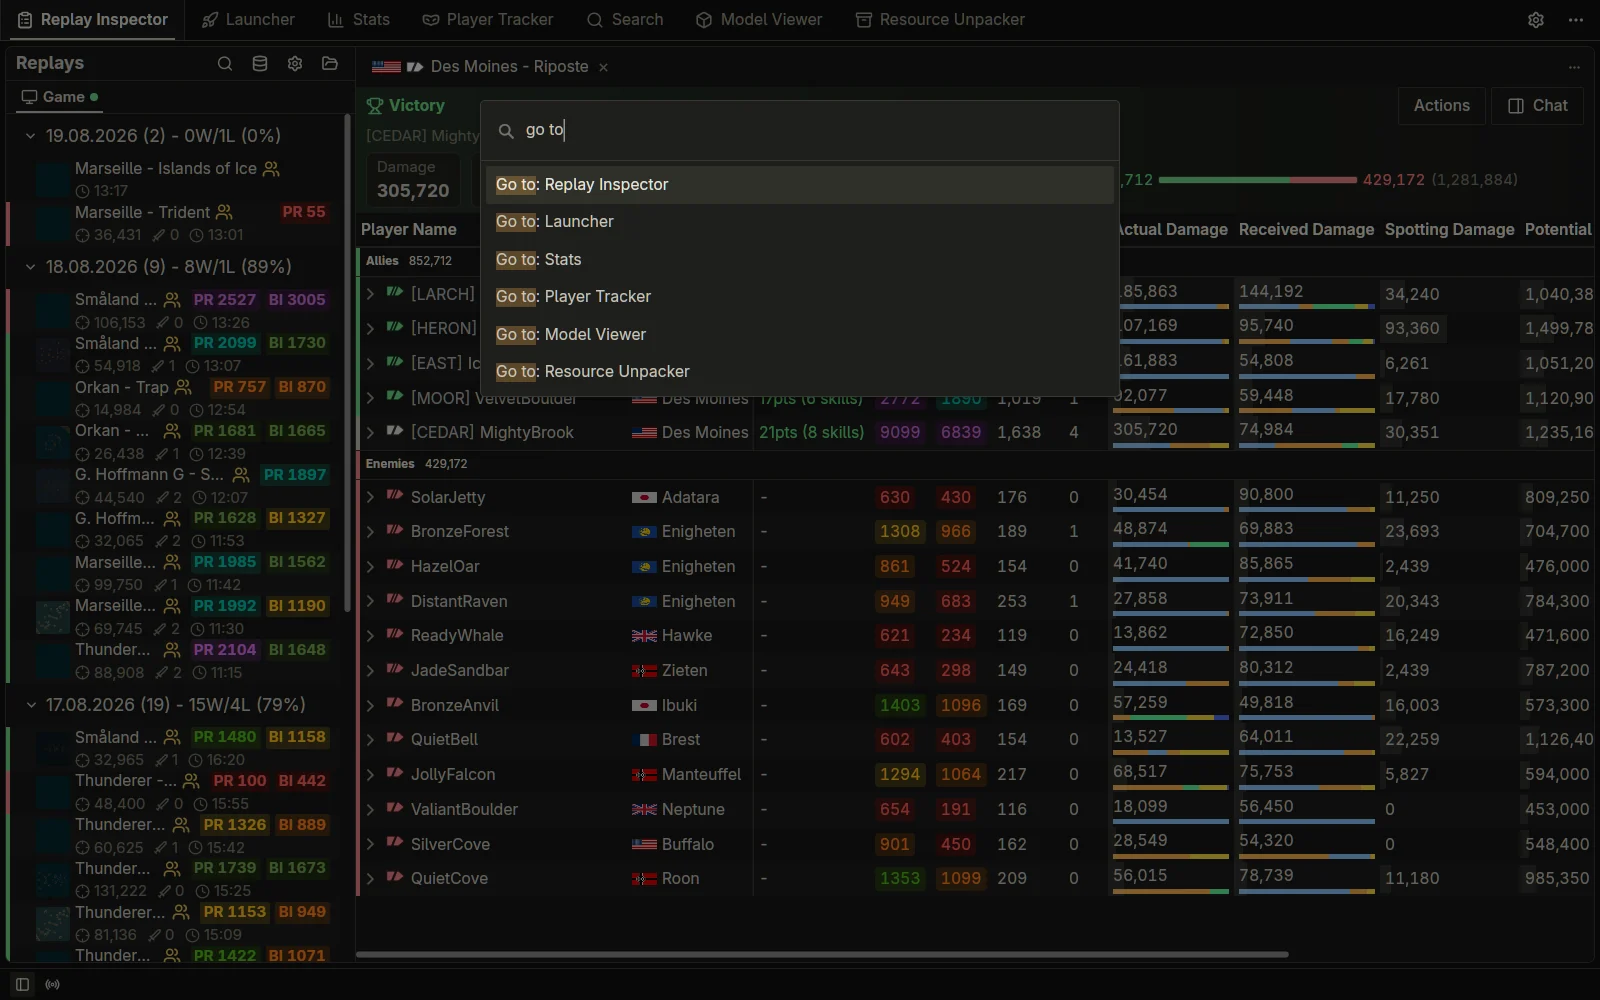 Replay Inspector Launcher Stats Player Tracker Search Model Viewer Resource Unpacker
Replays
Game
19.08.2026 (2) - 0W/1L (0%)
Marseille - Islands of Ice
13:17
Marseille - Trident PR 55
36,431 0 13:01
18.08.2026 (9) - 8W/1L (89%)
Småland ... PR 2527 BI 3005
106,153 0 13:26
Småland ... PR 2099 BI 1730
54,918 1 13:07
Orkan - Trap PR 757 BI 870
14,984 0 12:54
Orkan - ... PR 1681 BI 1665
26,438 1 12:39
G. Hoffmann G - S... PR 1897
44,540 2 12:07
G. Hoffm... PR 1628 BI 1327
32,065 2 11:53
Marseille... PR 1985 BI 1562
99,750 1 11:42
Marseille... PR 1992 BI 1190
69,745 2 11:30
Thunder... PR 2104 BI 1648
88,908 2 11:15
17.08.2026 (19) - 15W/4L (79%)
Småland ... PR 1480 BI 1158
32,965 1 16:20
Thunderer -... PR 100 BI 442
48,400 0 15:55
Thunderer... PR 1326 BI 889
60,625 1 15:42
Thunder... PR 1739 BI 1673
131,222 0 15:25
Thunderer... PR 1153 BI 949
81,136 0 15:09
Thunder... PR 1422 BI 1071
Des Moines - Riposte
Victory
[CEDAR] Mighty
Actions Chat
Damage
305,720
,712 429,172 (1,281,884)
go to
Go to: Replay Inspector
Go to: Launcher
Go to: Stats
Go to: Player Tracker
Go to: Model Viewer
Go to: Resource Unpacker
Player Name Actual Damage Received Damage Spotting Damage Potential
Allies 852,712
[LARCH] 85,863 144,192 34,240 1,040,38
[HERON] 07,169 95,740 93,360 1,499,78
[EAST] Ic 61,883 54,808 6,261 1,051,20
[MOOR] VelvetBoulder Des Moines 17pts (6 skills) 2772 1890 1,019 1 92,077 59,448 17,780 1,120,90
[CEDAR] MightyBrook Des Moines 21pts (8 skills) 9099 6839 1,638 4 305,720 74,984 30,351 1,235,16
Enemies 429,172
SolarJetty Adatara - 630 430 176 0 30,454 90,800 11,250 809,250
BronzeForest Enigheten - 1308 966 189 1 48,874 69,883 23,693 704,700
HazelOar Enigheten - 861 524 154 0 41,740 85,865 2,439 476,000
DistantRaven Enigheten - 949 683 253 1 27,858 73,911 20,343 784,300
ReadyWhale Hawke - 621 234 119 0 13,862 72,850 16,249 471,600
JadeSandbar Zieten - 643 298 149 0 24,418 80,312 2,439 787,200
BronzeAnvil Ibuki - 1403 1096 169 0 57,259 49,818 16,003 573,300
QuietBell Brest - 602 403 154 0 13,527 64,011 22,259 1,126,40
JollyFalcon Manteuffel - 1294 1064 217 0 68,517 75,753 5,827 594,000
ValiantBoulder Neptune - 654 191 116 0 18,099 56,450 0 453,000
SilverCove Buffalo - 901 450 162 0 28,549 54,320 0 548,400
QuietCove Roon - 1353 1099 209 0 56,015 78,739 11,180 985,350